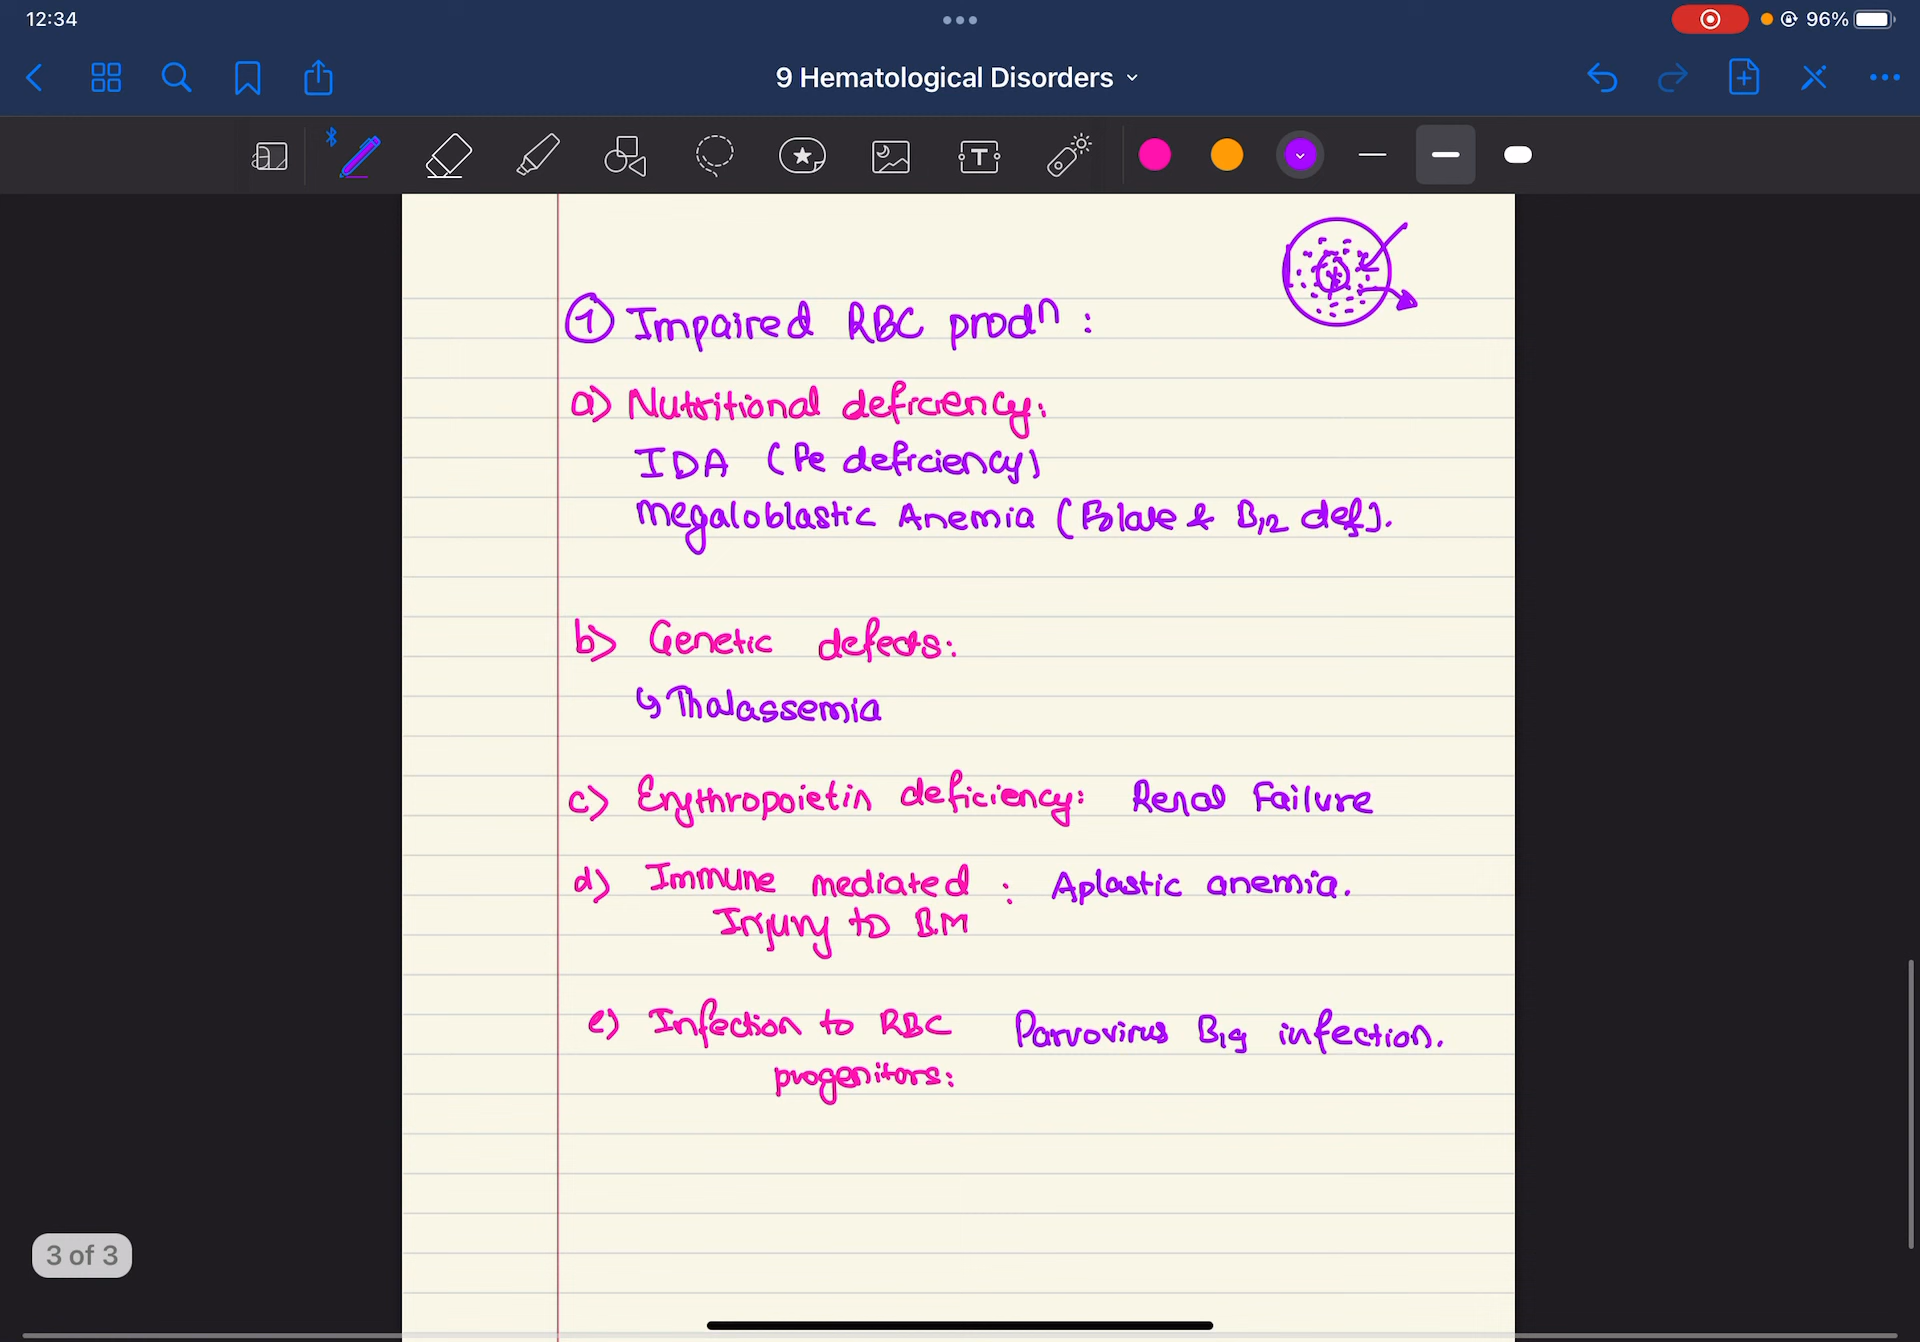 12:34
96%
9 Hematological Disorders
T
① Impaired RBC prodⁿ :
a) Nutritional deficiency:
IDA (Fe deficiency)
Megaloblastic Anemia (Folate & B₁₂ def).
b) Genetic defects:
↳ Thalassemia
c) Erythropoietin deficiency: Renal Failure
d) Immune mediated : Aplastic anemia.
Injury to B.M
e) Infection to RBC Parvovirus B₁₉ infection.
progenitors:
3 of 3